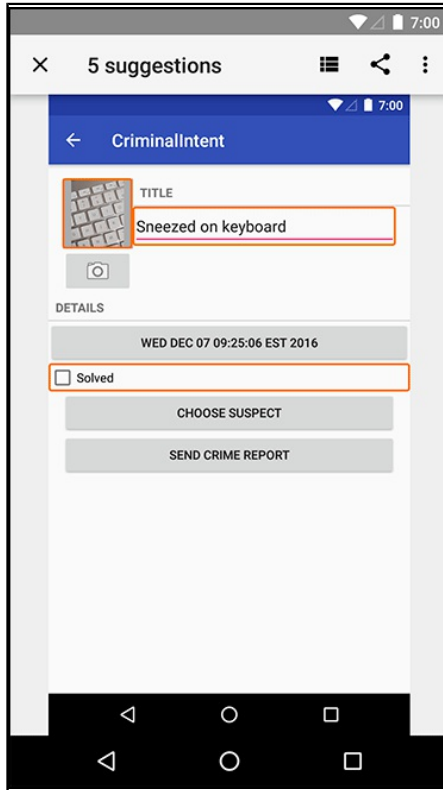 7:00
5 suggestions
7:00
CriminalIntent
TITLE
Sneezed on keyboard
DETAILS
WED DEC 07 09:25:06 EST 2016
Solved
CHOOSE SUSPECT
SEND CRIME REPORT